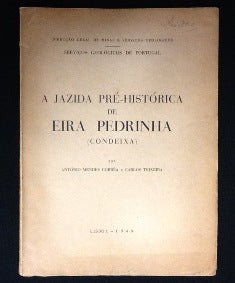 DIRECÇÃO GERAL DE MINAS E SERVIÇOS GEOLÓGICOS
SERVIÇOS GEOLÓGICOS DE PORTUGAL
A JAZIDA PRÉ-HISTÓRICA
DE
EIRA PEDRINHA
(CONDEIXA)
POR
ANTÓNIO MENDES CORRÊA e CARLOS TEIXEIRA
LISBOA - 1949